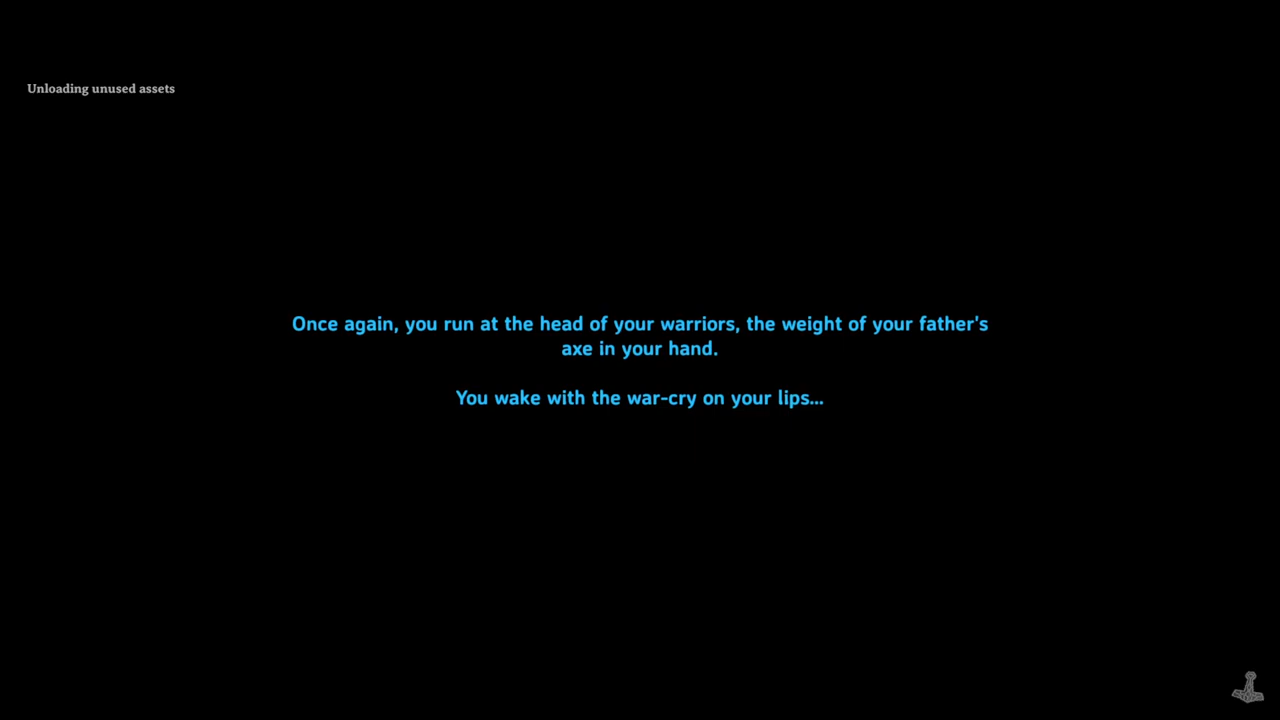 Unloading unused assets
Once again, you run at the head of your warriors, the weight of your father's
axe in your hand.
You wake with the war-cry on your lips...